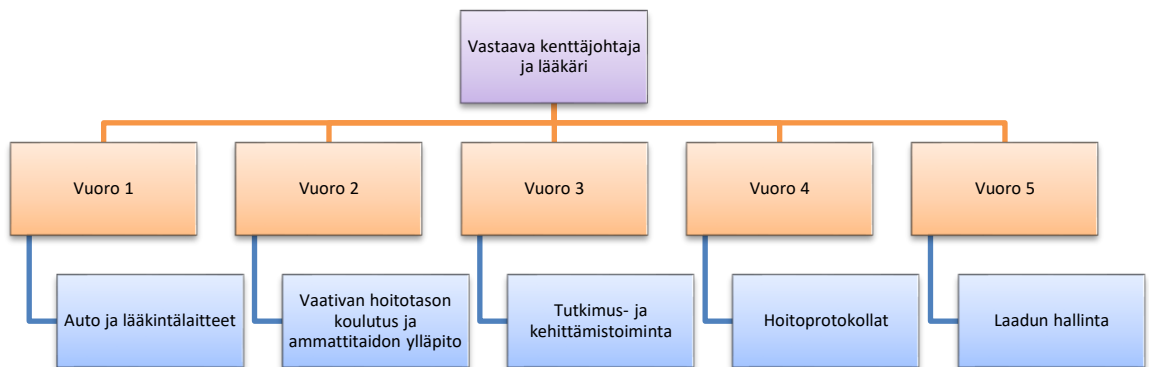 Vastaava kenttäjohtaja
ja lääkäri
Vuoro 1
Vuoro 2
Vuoro 3
Vuoro 4
Vuoro 5
Auto ja lääkintälaitteet
Vaativan hoitotason
koulutus ja
ammattitaidon ylläpito
Tutkimus- ja
kehittämistoiminta
Hoitoprotokollat
Laadun hallinta